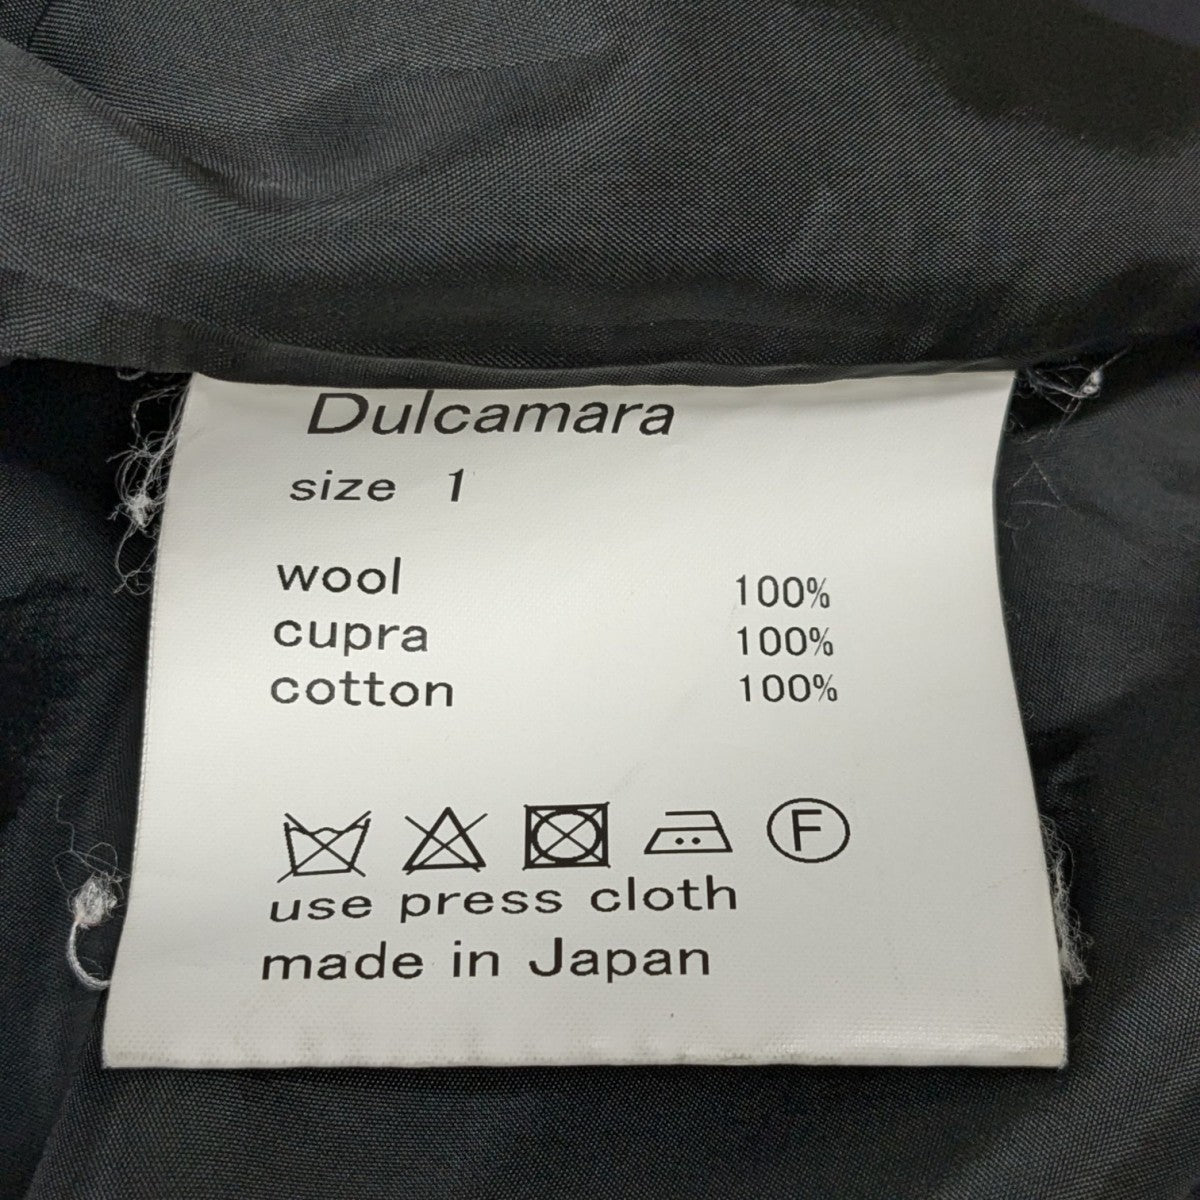 Dulcamara
size 1
wool 100%
cupra 100%
cotton 100%
F
use press cloth
made in Japan